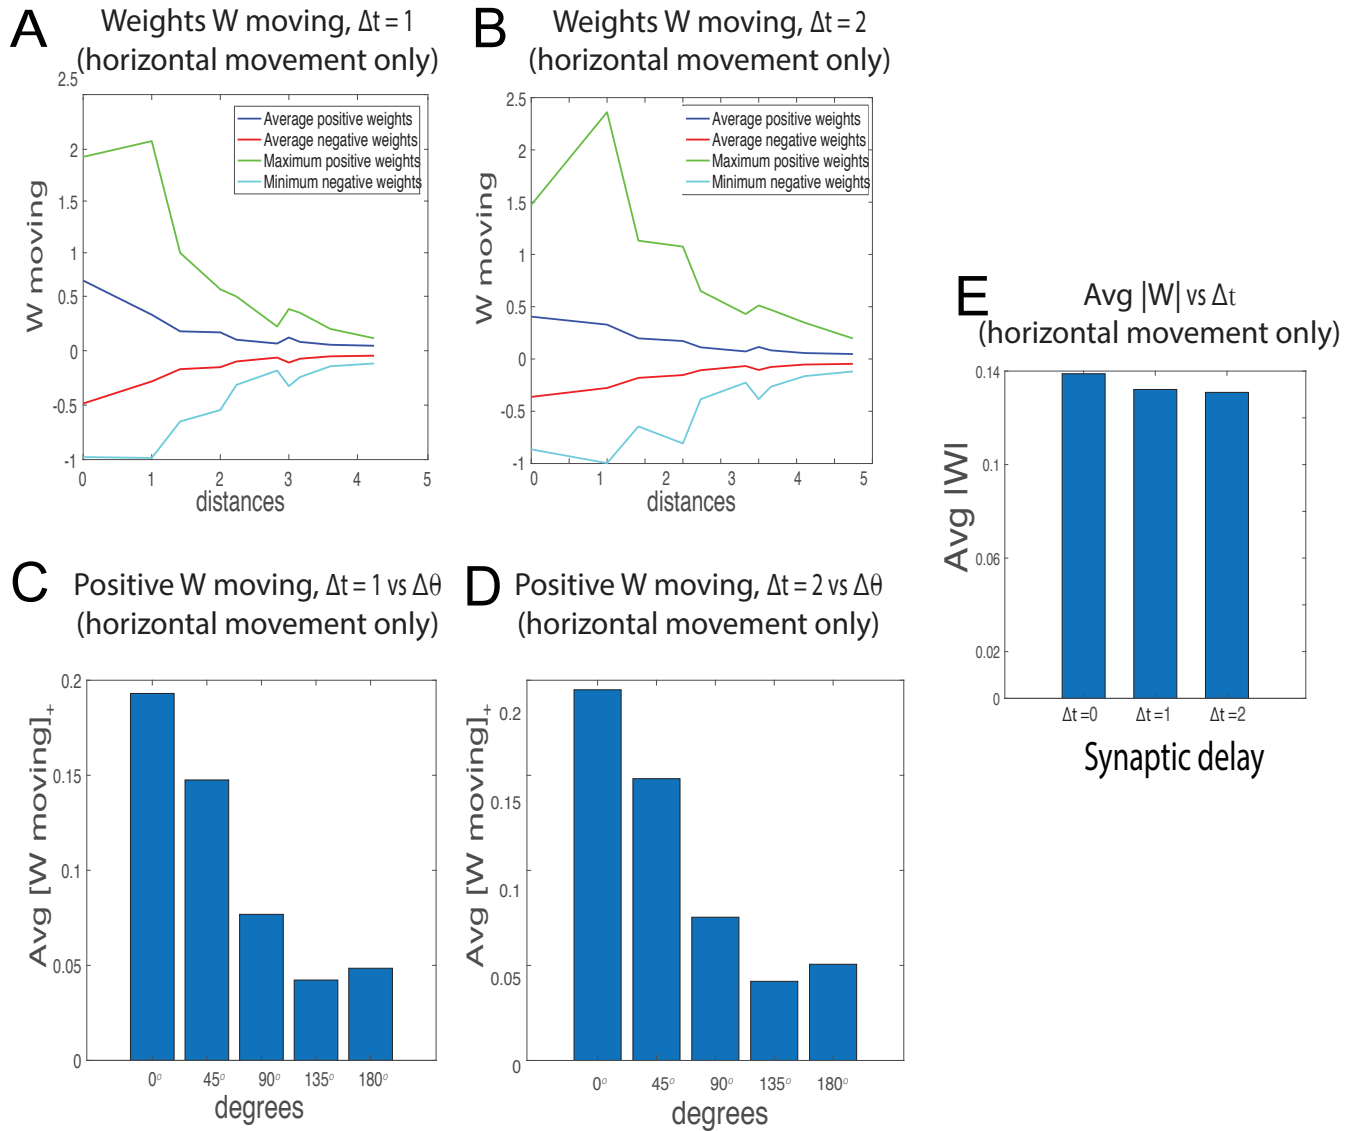 A
Weights W moving, Δt = 1
(horizontal movement only)
2.5
2
1.5
1
0.5
0
-0.5
-1
W moving
Average positive weights
Average negative weights
Maximum positive weights
Minimum negative weights
0 1 2 3 4 5
distances
B
Weights W moving, Δt = 2
(horizontal movement only)
2.5
2
1.5
1
0.5
0
-0.5
-1
W moving
Average positive weights
Average negative weights
Maximum positive weights
Minimum negative weights
0 1 2 3 4 5
distances
C
Positive W moving, Δt = 1 vs Δθ
(horizontal movement only)
0.2
0.15
0.1
0.05
0
Avg [W moving]+
0° 45° 90° 135° 180°
degrees
D
Positive W moving, Δt = 2 vs Δθ
(horizontal movement only)
0.2
0.15
0.1
0.05
0
Avg [W moving]+
0° 45° 90° 135° 180°
degrees
E
Avg |W| vs Δt
(horizontal movement only)
0.14
0.1
0.06
0.02
0
Avg |W|
Δt =0 Δt =1 Δt =2
Synaptic delay